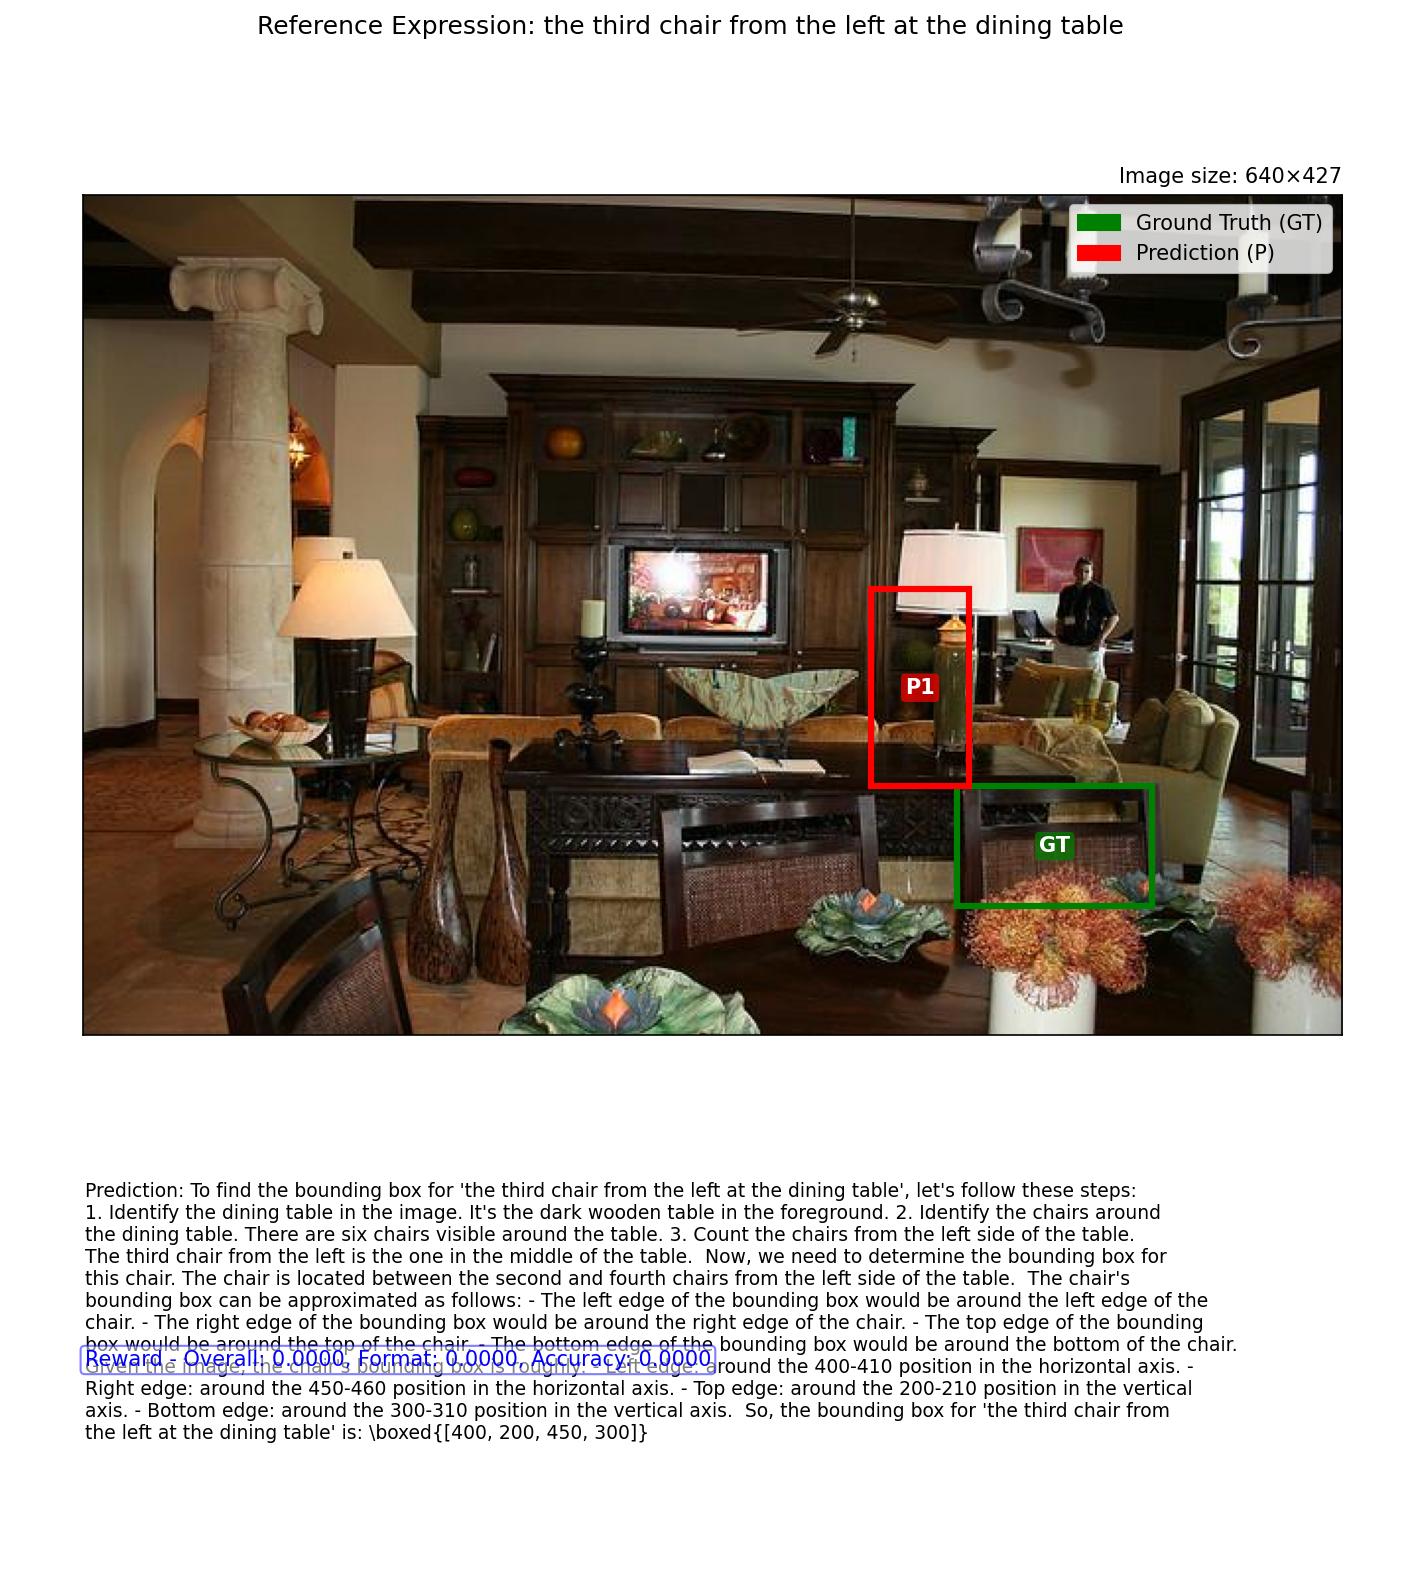 Reference Expression: the third chair from the left at the dining table
Image size: 640×427
Ground Truth (GT)
Prediction (P)
P1
GT
Prediction: To find the bounding box for 'the third chair from the left at the dining table', let's follow these steps:
1. Identify the dining table in the image. It's the dark wooden table in the foreground. 2. Identify the chairs around
the dining table. There are six chairs visible around the table. 3. Count the chairs from the left side of the table.
The third chair from the left is the one in the middle of the table.  Now, we need to determine the bounding box for
this chair. The chair is located between the second and fourth chairs from the left side of the table.  The chair's
bounding box can be approximated as follows: - The left edge of the bounding box would be around the left edge of the
chair. - The right edge of the bounding box would be around the right edge of the chair. - The top edge of the bounding
box would be around the top of the chair. - The bottom edge of the bounding box would be around the bottom of the chair.
Reward - Overall: 0.0000, Format: 0.0000, Accuracy: 0.0000
Given the image, the chair's bounding box is roughly: - Left edge: around the 400-410 position in the horizontal axis. -
Right edge: around the 450-460 position in the horizontal axis. - Top edge: around the 200-210 position in the vertical
axis. - Bottom edge: around the 300-310 position in the vertical axis.  So, the bounding box for 'the third chair from
the left at the dining table' is: \boxed{[400, 200, 450, 300]}